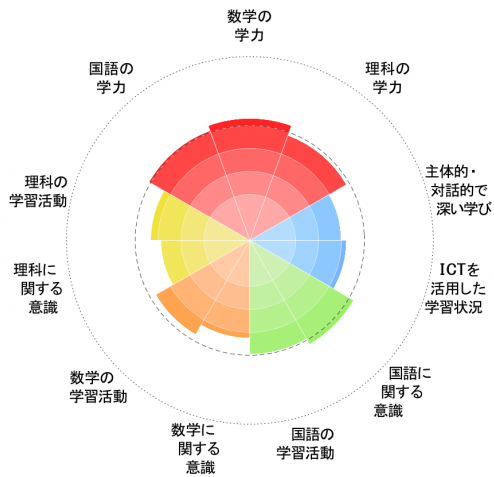 数学の
学力
理科の
学力
主体的・
対話的で
深い学び
ICTを
活用した
学習状況
国語に
関する
意識
国語の
学習活動
数学に
関する
意識
数学の
学習活動
理科に
関する
意識
理科の
学習活動
国語の
学力